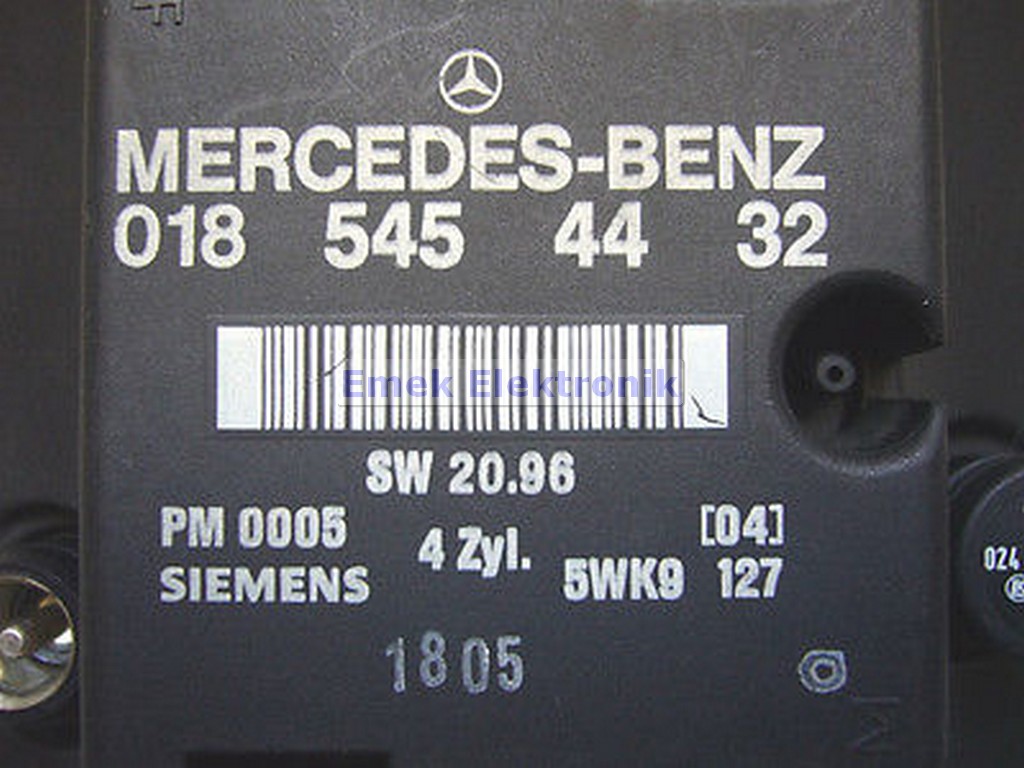 MERCEDES-BENZ
018 545 44 32
Emek Elektronik
SW 20.96
PM 0005 4 Zyl. [04]
SIEMENS 5WK9 127
1805
024